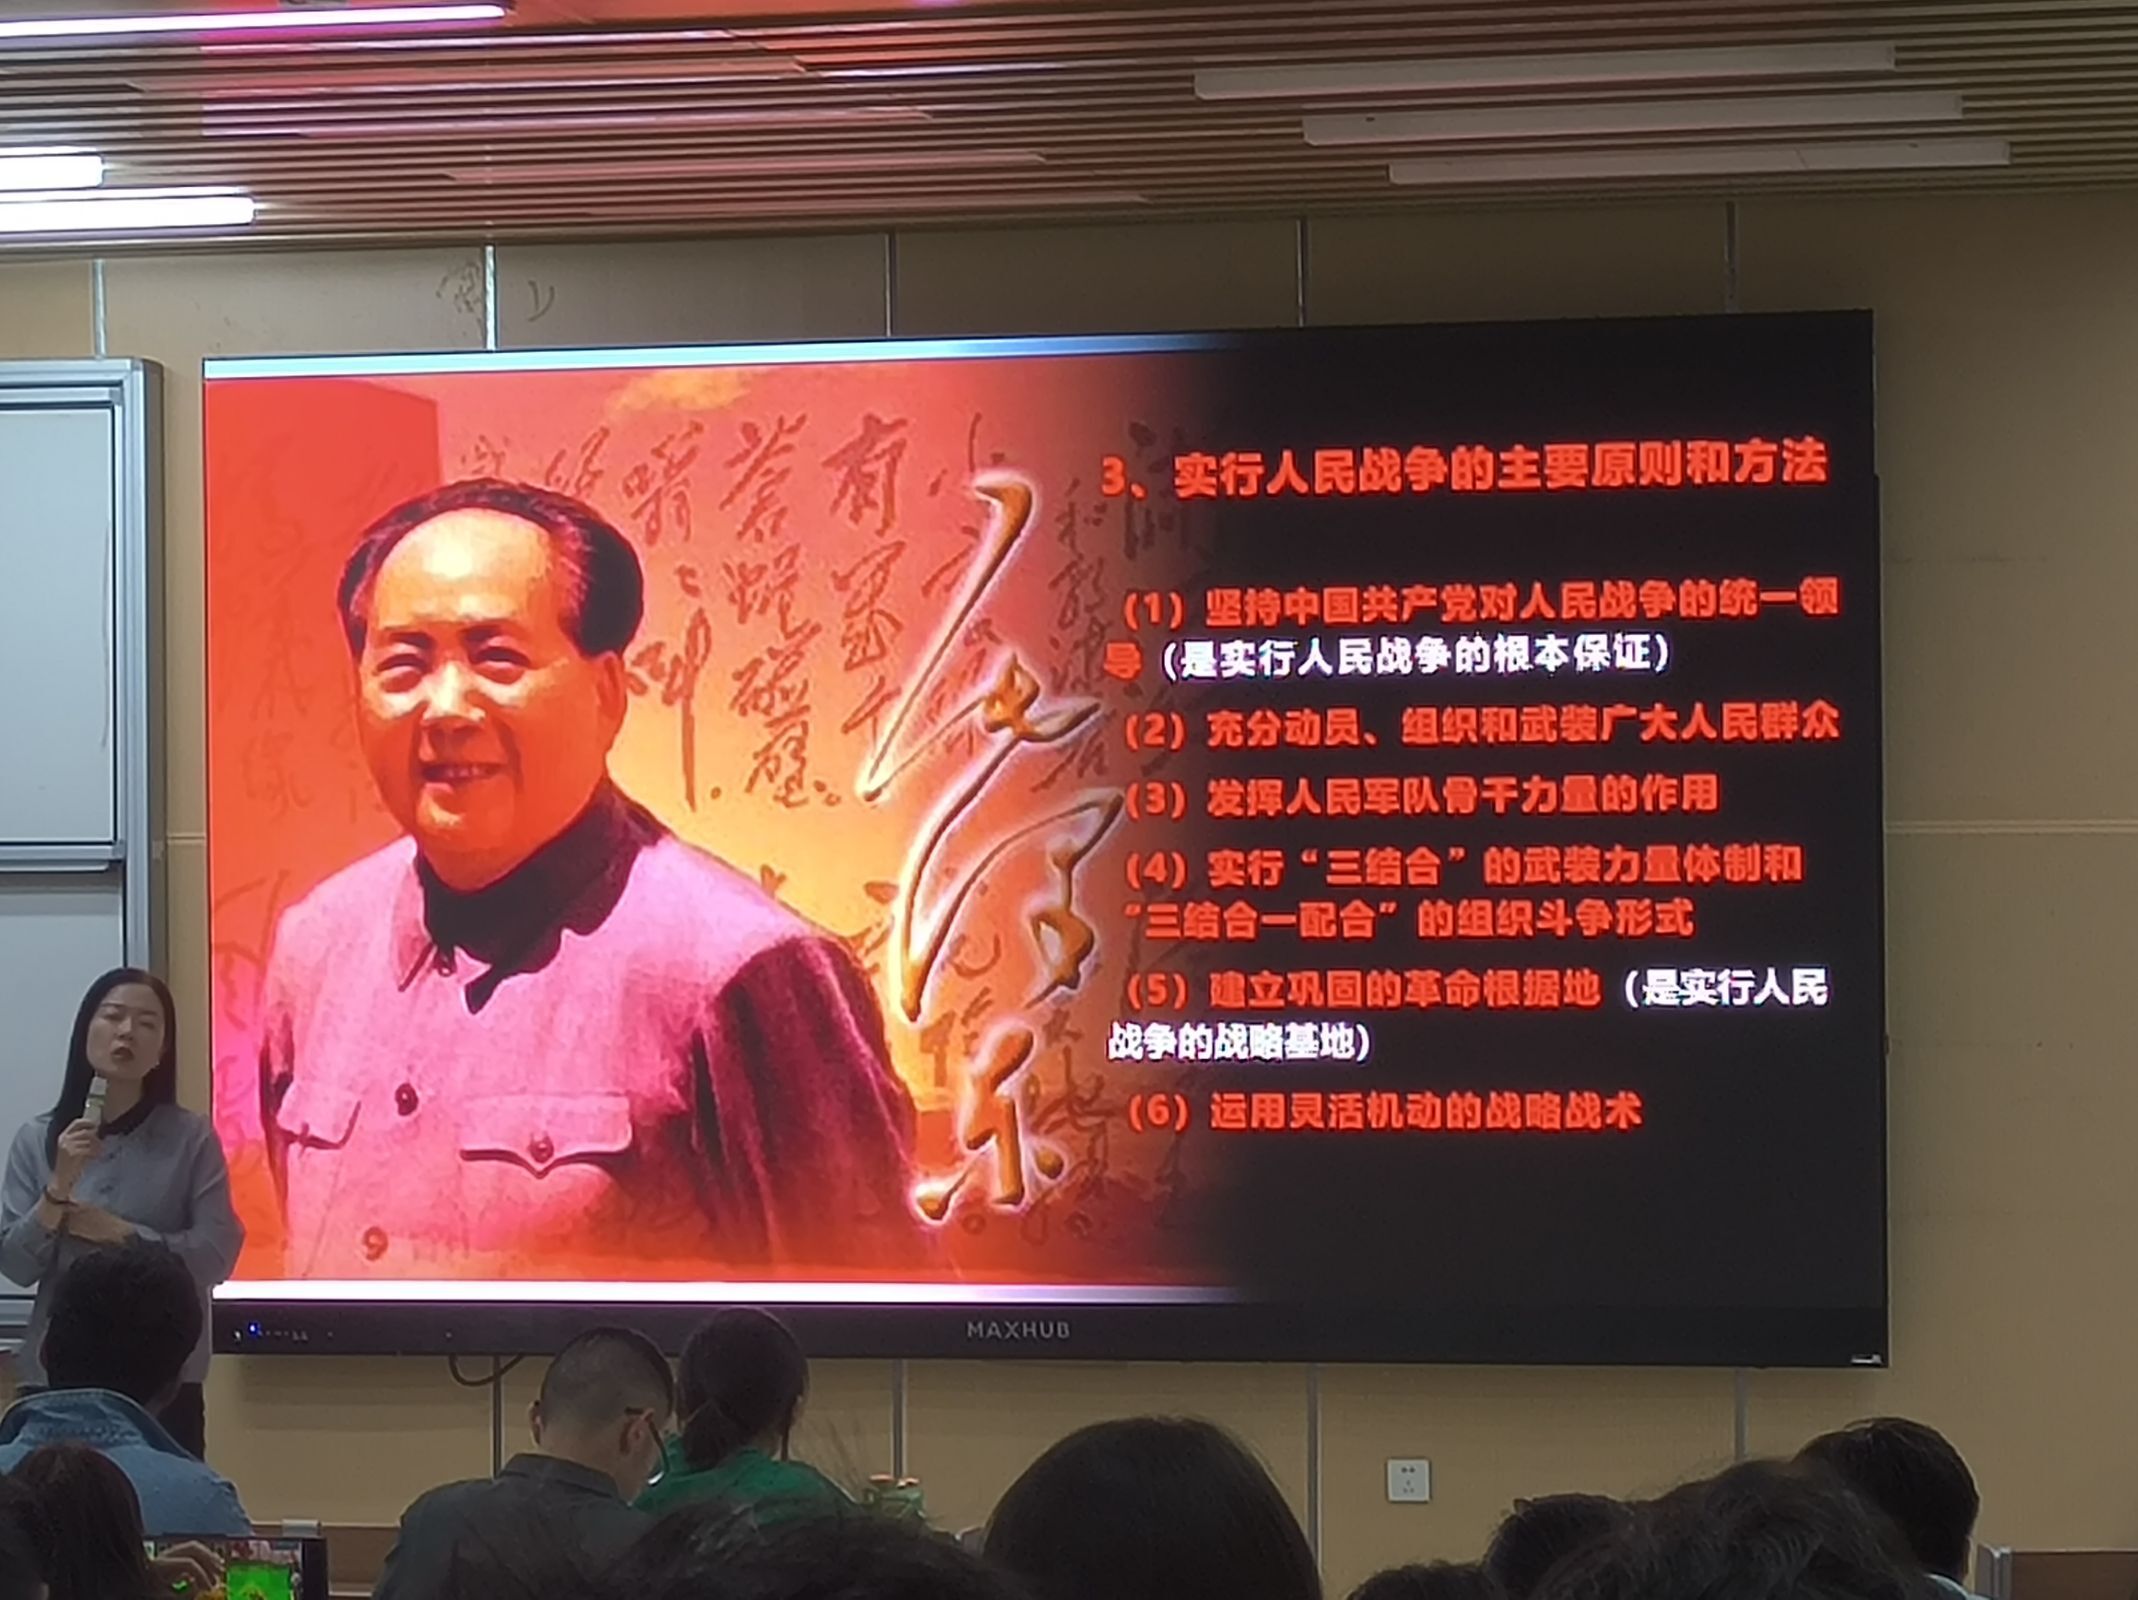 3、实行人民战争的主要原则和方法
(1) 坚持中国共产党对人民战争的统一领
导（是实行人民战争的根本保证）
(2) 充分动员、组织和武装广大人民群众
(3) 发挥人民军队骨干力量的作用
(4) 实行“三结合”的武装力量体制和
“三结合一配合”的组织斗争形式
(5) 建立巩固的革命根据地（是实行人民
战争的战略基地）
(6) 运用灵活机动的战略战术
毛泽东
MAXHUB